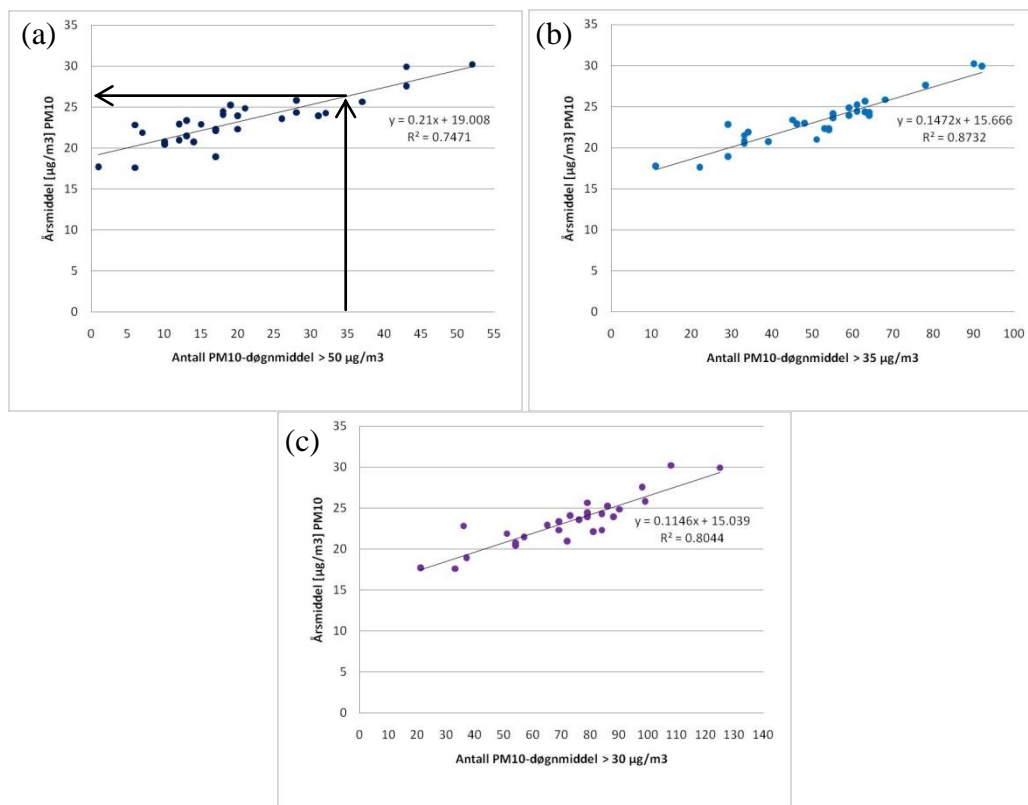 (a)
35
30
25
20
15
10
5
0
Årsmiddel [µg/m3] PM10
y = 0.21x + 19.008
R² = 0.7471
0 5 10 15 20 25 30 35 40 45 50 55
Antall PM10-døgnmiddel > 50 µg/m3
(b)
35
30
25
20
15
10
5
0
Årsmiddel [µg/m3] PM10
y = 0.1472x + 15.666
R² = 0.8732
0 10 20 30 40 50 60 70 80 90 100
Antall PM10-døgnmiddel > 35 µg/m3
(c)
35
30
25
20
15
10
5
0
Årsmiddel [µg/m3] PM10
y = 0.1146x + 15.039
R² = 0.8044
0 10 20 30 40 50 60 70 80 90 100 110 120 130 140
Antall PM10-døgnmiddel > 30 µg/m3